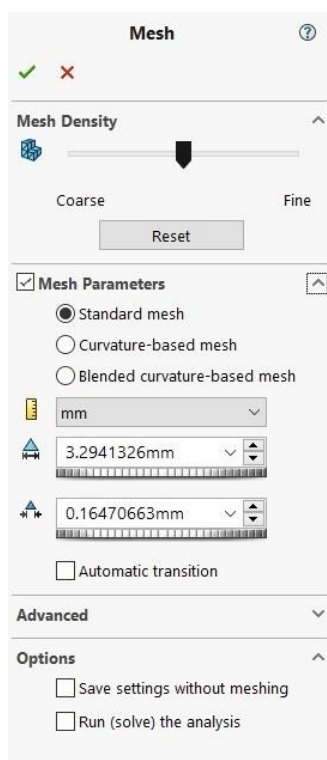 Mesh
Mesh Density
Coarse Fine
Reset
Mesh Parameters
Standard mesh
Curvature-based mesh
Blended curvature-based mesh
mm
3.2941326mm
0.16470663mm
Automatic transition
Advanced
Options
Save settings without meshing
Run (solve) the analysis